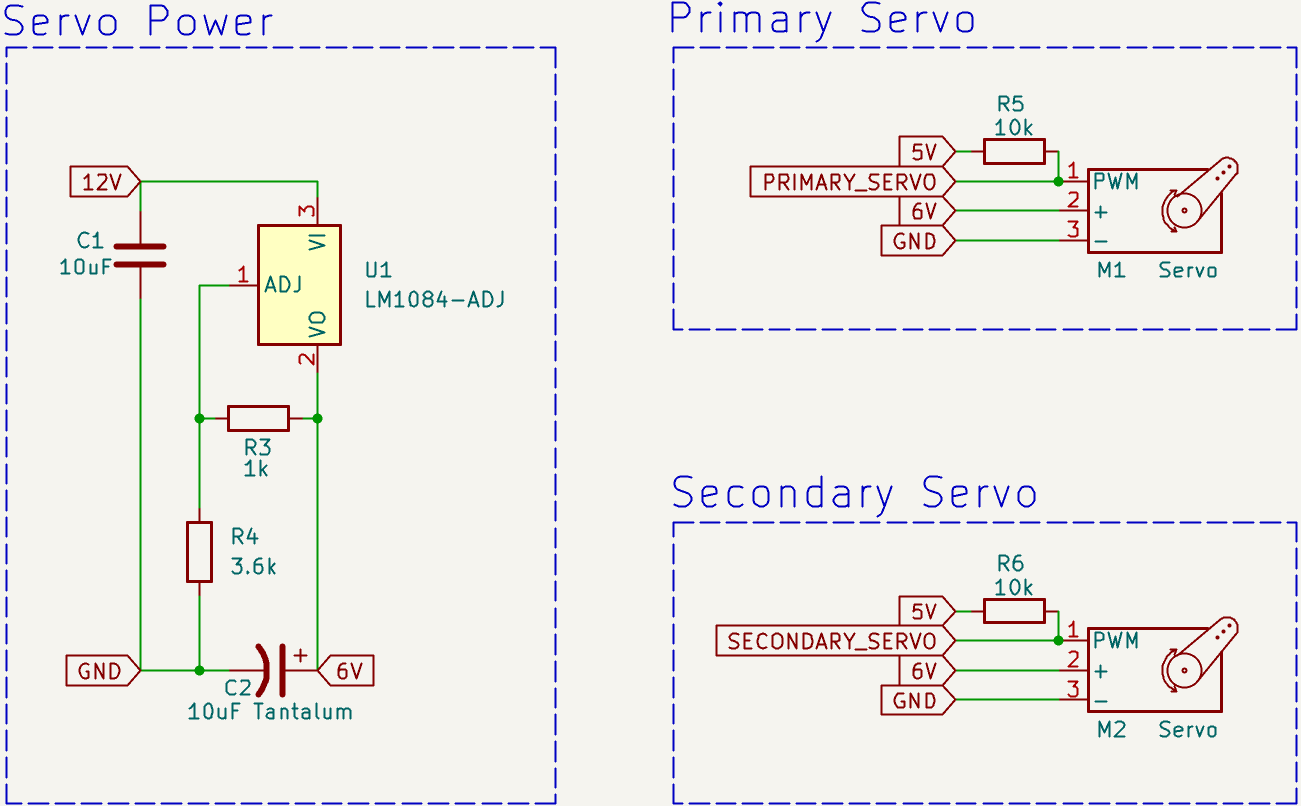 Servo Power
12V
C1
10uF
3
VI
1
ADJ
U1
LM1084-ADJ
VO
2
R3
1k
R4
3.6k
GND
+
6V
C2
10uF Tantalum
Primary Servo
R5
10k
5V
PRIMARY_SERVO
1
PWM
6V
2
+
GND
3
-
M1 Servo
Secondary Servo
R6
10k
5V
SECONDARY_SERVO
1
PWM
6V
2
+
GND
3
-
M2 Servo